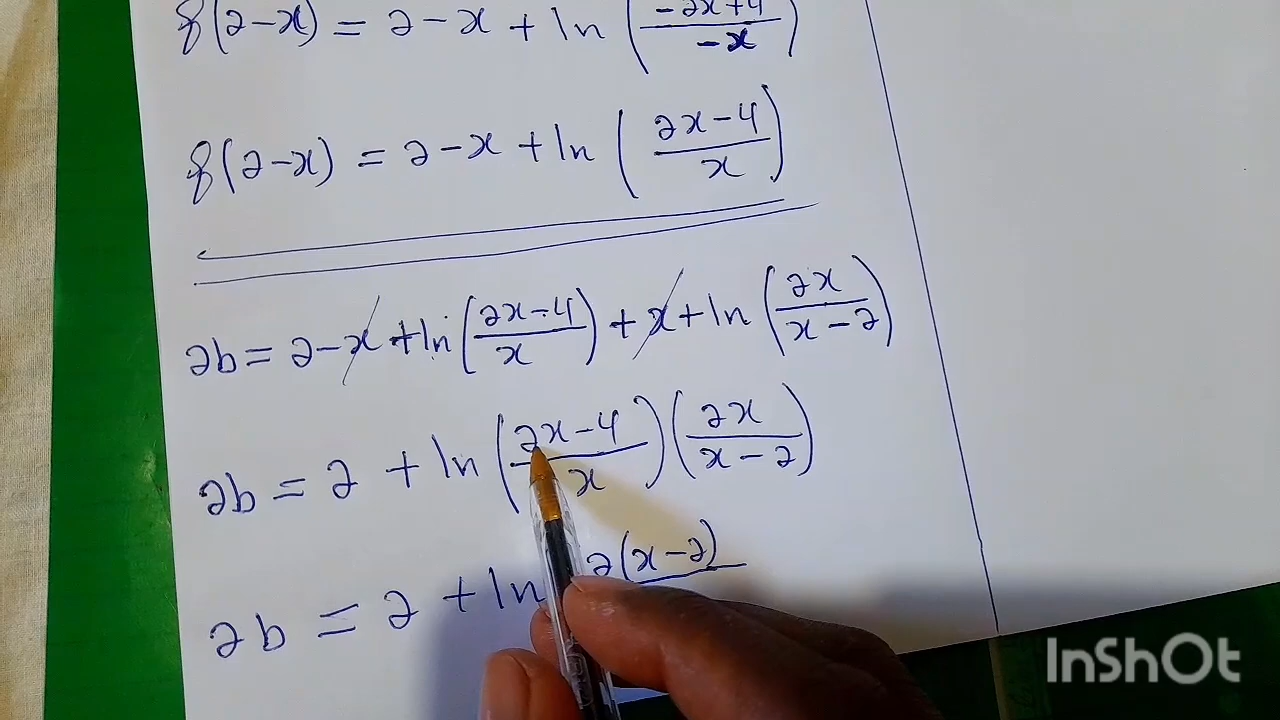 f(2-x) = 2-x + ln (-2x+4 / -x)
f(2-x) = 2-x + ln (2x-4 / x)
2b = 2-x + ln (2x-4 / x) + x + ln (2x / x-2)
2b = 2 + ln (2x-4 / x) (2x / x-2)
2b = 2 + ln 2(x-2)
InShOt